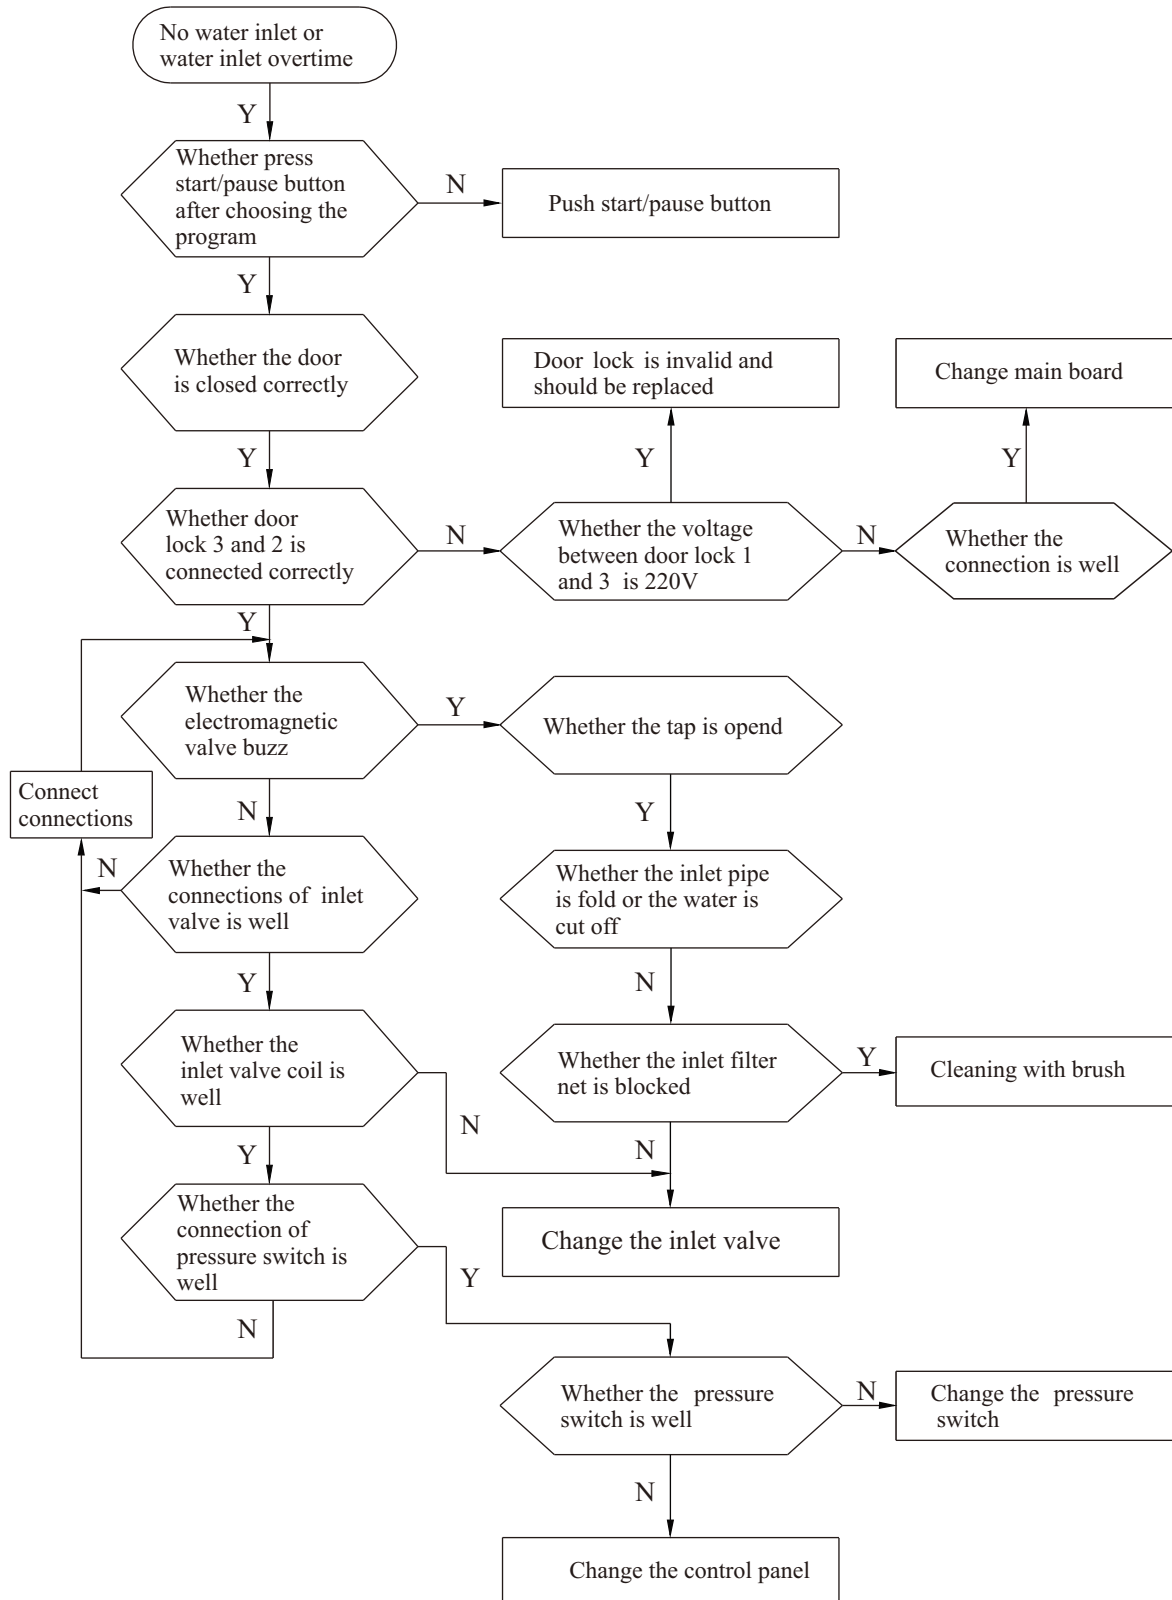 No water inlet or
water inlet overtime
Y
Whether press
start/pause button
after choosing the
program
N
Push start/pause button
Y
Whether the door
is closed correctly
Door lock is invalid and
should be replaced
Change main board
Y
Y
Y
Whether door
lock 3 and 2 is
connected correctly
N
Whether the voltage
between door lock 1
and 3 is 220V
N
Whether the
connection is well
Y
Whether the
electromagnetic
valve buzz
Y
Whether the tap is opend
Connect
connections
N
Y
N
Whether the
connections of inlet
valve is well
Whether the inlet pipe
is fold or the water is
cut off
Y
N
Whether the
inlet valve coil is
well
Whether the inlet filter
net is blocked
Y
Cleaning with brush
N
Y
N
Whether the
connection of
pressure switch is
well
Change the inlet valve
Y
N
Whether the pressure
switch is well
N
Change the pressure
switch
N
Change the control panel